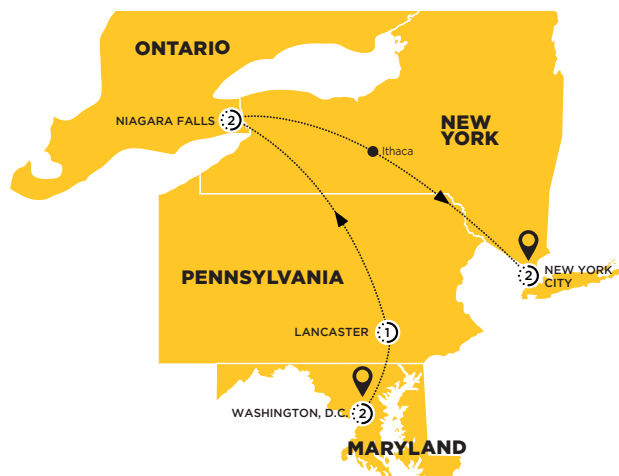 ONTARIO
NIAGARA FALLS 2
NEW
YORK
Ithaca
PENNSYLVANIA
2 NEW YORK
CITY
LANCASTER 1
WASHINGTON, D.C. 2
MARYLAND